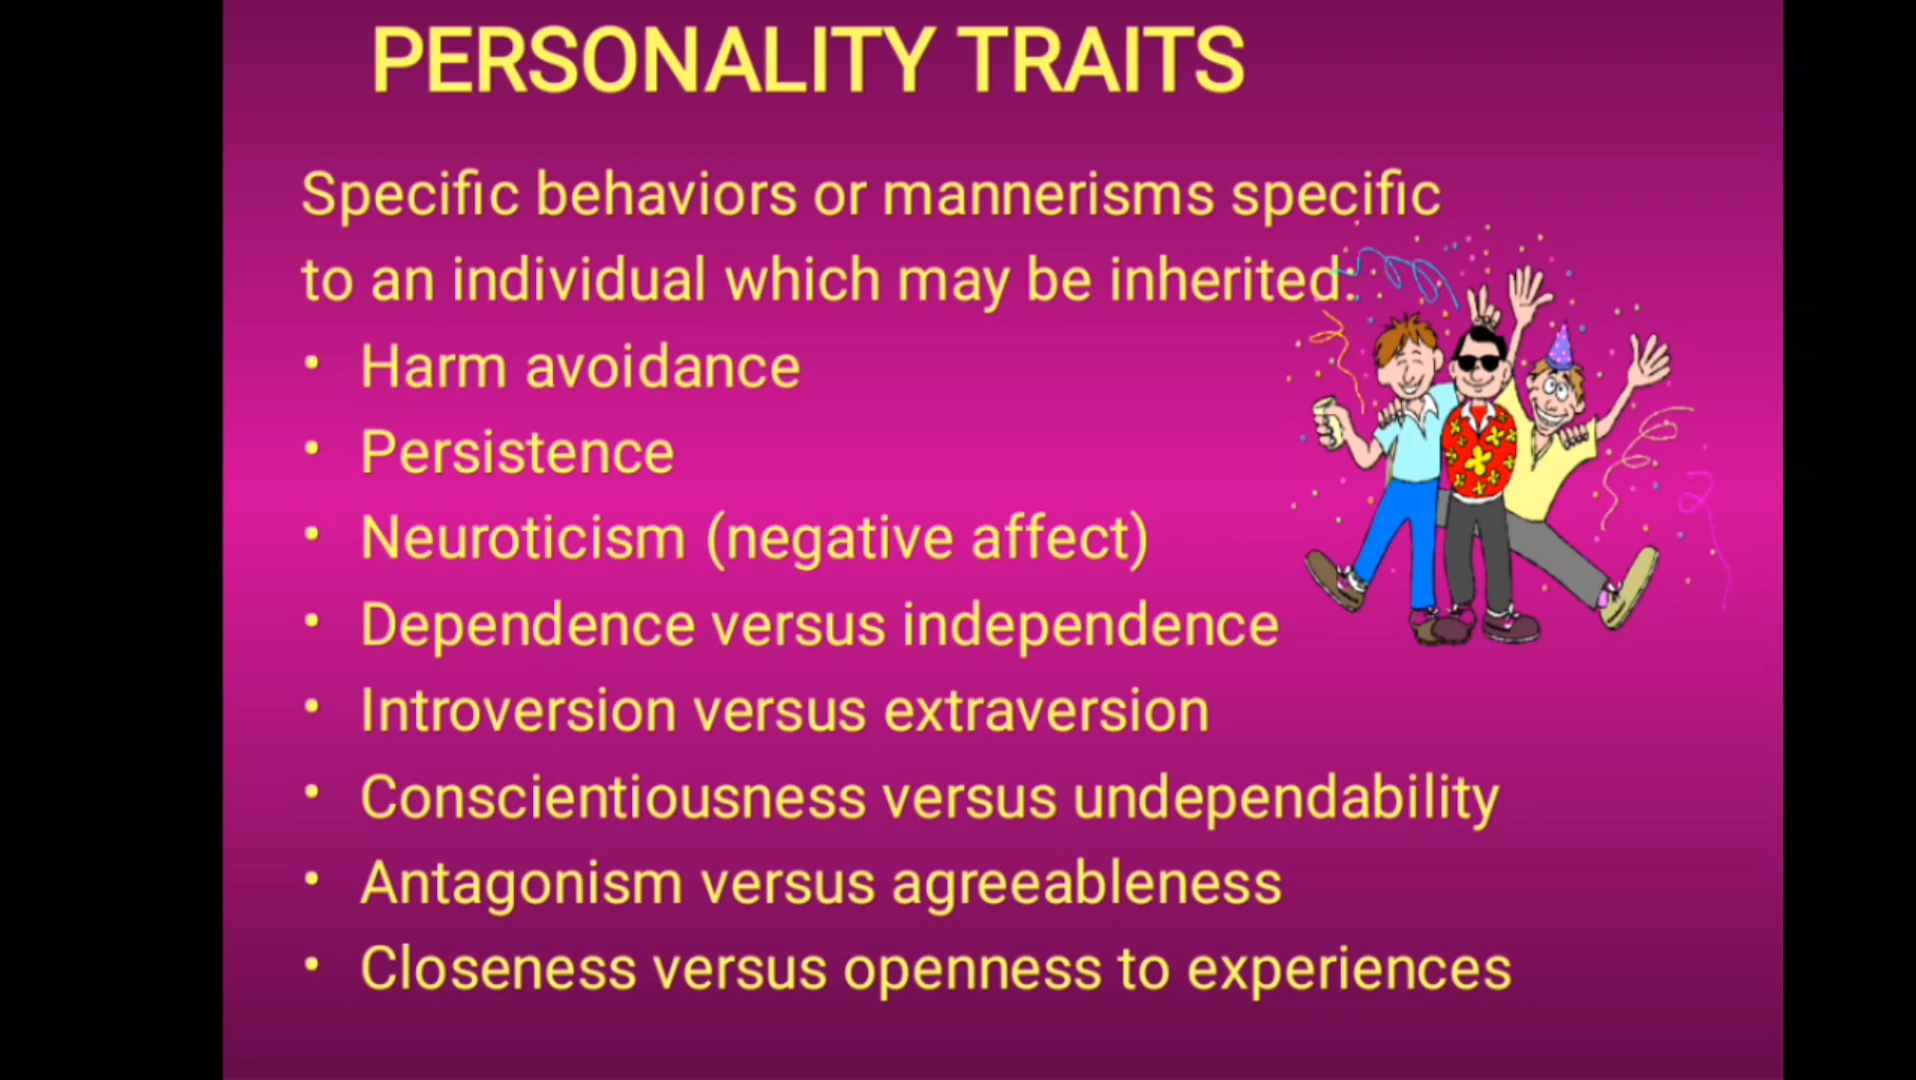 PERSONALITY TRAITS
Specific behaviors or mannerisms specific
to an individual which may be inherited:
• Harm avoidance
• Persistence
• Neuroticism (negative affect)
• Dependence versus independence
• Introversion versus extraversion
• Conscientiousness versus undependability
• Antagonism versus agreeableness
• Closeness versus openness to experiences